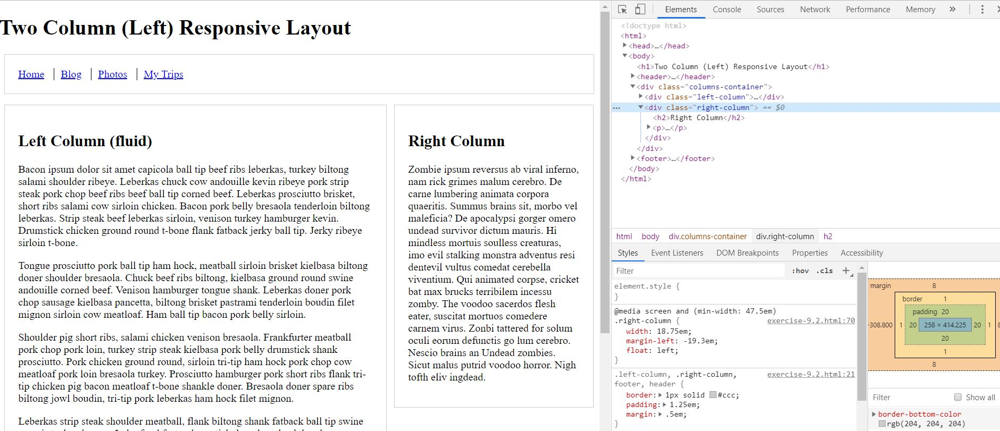 Two Column (Left) Responsive Layout
Home
Blog
Photos
My Trips
Left Column (fluid)
Bacon ipsum dolor sit amet capicola ball tip beef ribs leberkas, turkey biltong
salami shoulder ribeye. Leberkas chuck cow andouille kevin ribeye pork strip
steak pork chop beef ribs beef ball tip corned beef. Leberkas prosciutto brisket,
short ribs salami cow sirloin chicken. Bacon pork belly bresaola tenderloin biltong
leberkas. Strip steak beef leberkas sirloin, venison turkey hamburger kevin.
Drumstick chicken ground round t-bone flank fatback jerky ball tip. Jerky ribeye
sirloin t-bone.
Tongue prosciutto pork ball tip ham hock, meatball sirloin brisket kielbasa biltong
doner shoulder bresaola. Chuck beef ribs biltong, kielbasa ground round swine
andouille corned beef. Venison hamburger tongue shank. Leberkas doner pork
chop sausage kielbasa pancetta, biltong brisket pastrami tenderloin boudin filet
mignon sirloin cow meatloaf. Ham ball tip bacon pork belly sirloin.
Shoulder pig short ribs, salami chicken venison bresaola. Frankfurter meatball
pork chop pork loin, turkey strip steak kielbasa pork belly drumstick shank
prosciutto. Pork chicken ground round, sirloin tri-tip ham hock pork chop cow
meatloaf pork loin bresaola turkey. Prosciutto hamburger pork short ribs flank tri-
tip chicken pig bacon meatloaf t-bone shankle doner. Bresaola doner spare ribs
biltong jowl boudin, tri-tip pork leberkas ham hock filet mignon.
Leberkas strip steak shoulder meatball, flank biltong shank fatback ball tip swine
Right Column
Zombie ipsum reversus ab viral inferno,
nam rick grimes malum cerebro. De
carne lumbering animata corpora
quaeritis. Summus brains sit, morbo vel
maleficia? De apocalypsi gorger omero
undead survivor dictum mauris. Hi
mindless mortuis soulless creaturas,
imo evil stalking monstra adventus resi
dentevil vultus comedat cerebella
viventium. Qui animated corpse, cricket
bat max brucks terribilem incessu
zomby. The voodoo sacerdos flesh
eater, suscitat mortuos comedere
carnem virus. Zonbi tattered for solum
oculi eorum defunctis go lum cerebro.
Nescio brains an Undead zombies.
Sicut malus putrid voodoo horror. Nigh
tofth eliv ingdead.
Elements Console Sources Network Performance Memory »
<!doctype html>
<html>
<head>…</head>
<body>
<h1>Two Column (Left) Responsive Layout</h1>
<header>…</header>
<div class="columns-container">
<div class="left-column">…</div>
<div class="right-column"> == $0
<h2>Right Column</h2>
<p>…</p>
</div>
</div>
<footer>…</footer>
</body>
</html>
html body div.columns-container div.right-column h2
Styles Event Listeners DOM Breakpoints Properties Accessibility
Filter :hov .cls +
element.style {
}
@media screen and (min-width: 47.5em)
.right-column { exercise-9.2.html:70
width: 18.75em;
margin-left: -19.3em;
float: left;
}
.left-column, .right-column, exercise-9.2.html:21
footer, header {
border: 1px solid #ccc;
padding: 1.25em;
margin: .5em;
}
margin 8
border 1
padding 20
-308.800 1 20 258 × 414.225 20 1 8
20
1
8
Filter Show all
border-bottom-color
rgb(204, 204, 204)